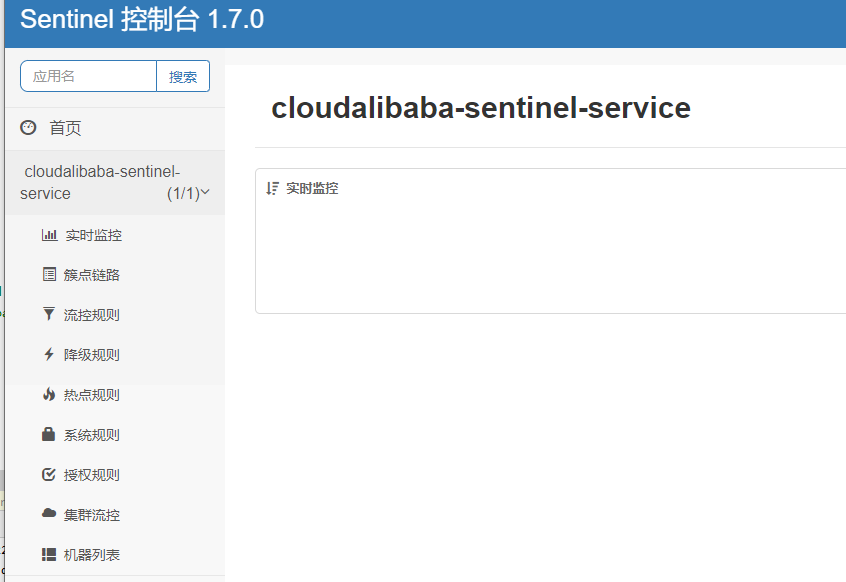 Sentinel 控制台 1.7.0
应用名
搜索
首页
cloudalibaba-sentinel-
service
(1/1)
实时监控
簇点链路
流控规则
降级规则
热点规则
系统规则
授权规则
集群流控
机器列表
cloudalibaba-sentinel-service
实时监控